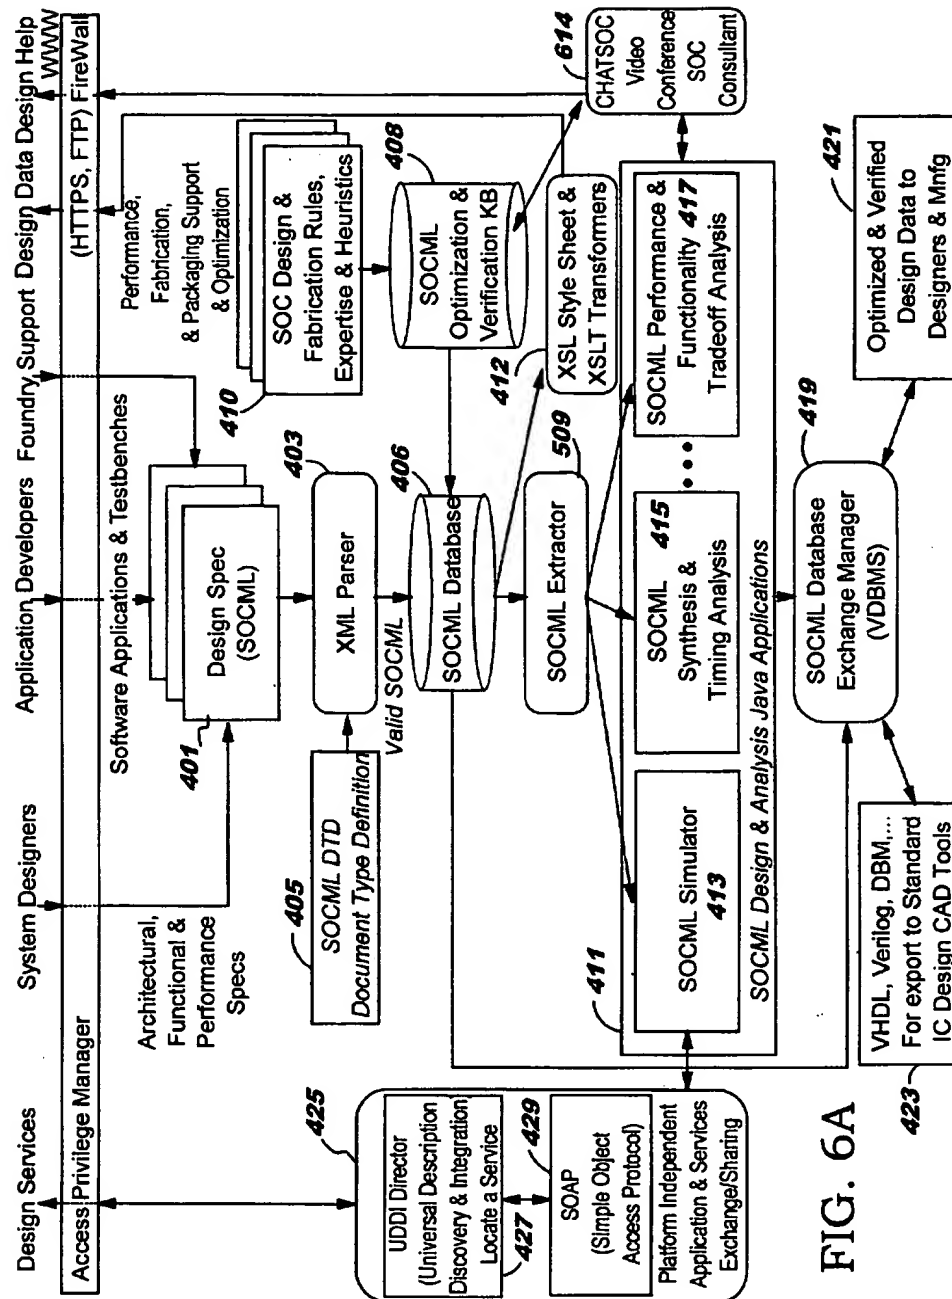 Design Services
System Designers
Application Developers
Foundry Support
Design Data
Design Help
WWW
Access Privilege Manager
(HTTPS, FTP) FireWall
Architectural,
Functional &
Performance
Specs
Software Applications & Testbenches
Performance,
Fabrication,
& Packaging Support
& Optimization
401
Design Spec
(SOCML)
410
SOC Design &
Fabrication Rules,
Expertise & Heuristics
405
SOCML DTD
Document Type Definition
403
XML Parser
Valid SOCML
408
SOCML
Optimization &
Verification KB
406
SOCML Database
412
XSL Style Sheet &
XSLT Transformers
614
CHATSOC
Video
Conference
SOC
Consultant
509
SOCML Extractor
425
UDDI Director
(Universal Description
Discovery & Integration
Locate a Service
427
429
SOAP
(Simple Object
Access Protocol)
Platform Independent
Application & Services
Exchange/Sharing
411
SOCML Simulator
413
SOCML 415
Synthesis &
Timing Analysis
SOCML Performance &
Functionality 417
Tradeoff Analysis
SOCML Design & Analysis Java Applications
419
SOCML Database
Exchange Manager
(VDBMS)
421
Optimized & Verified
Design Data to
Designers & Mnfg
VHDL, Verilog, DBM,...
For export to Standard
IC Design CAD Tools
423
FIG. 6A